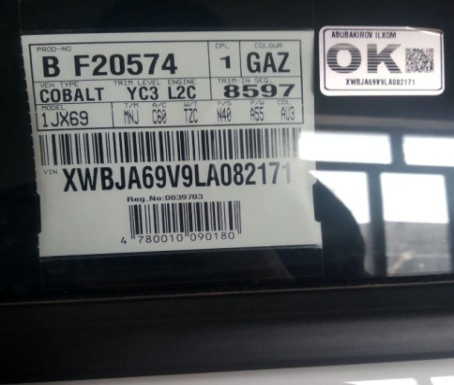 PROD-NO CPL COLOUR
B F20574 1 GAZ
VEH TYPE TRIM LEVEL ENGINE TRIM-IN SEQ
COBALT YC3 L2C 8597
MODEL T/M A/C W/T P/S P/W COL
1JX69 MNJ C60 TZC N40 A55 AU3
VIN XWBJA69V9LA082171
Reg.No:0039703
4 780010 090180
ABUBAKIROV ILXOM
OK
XWBJA69V9LA082171